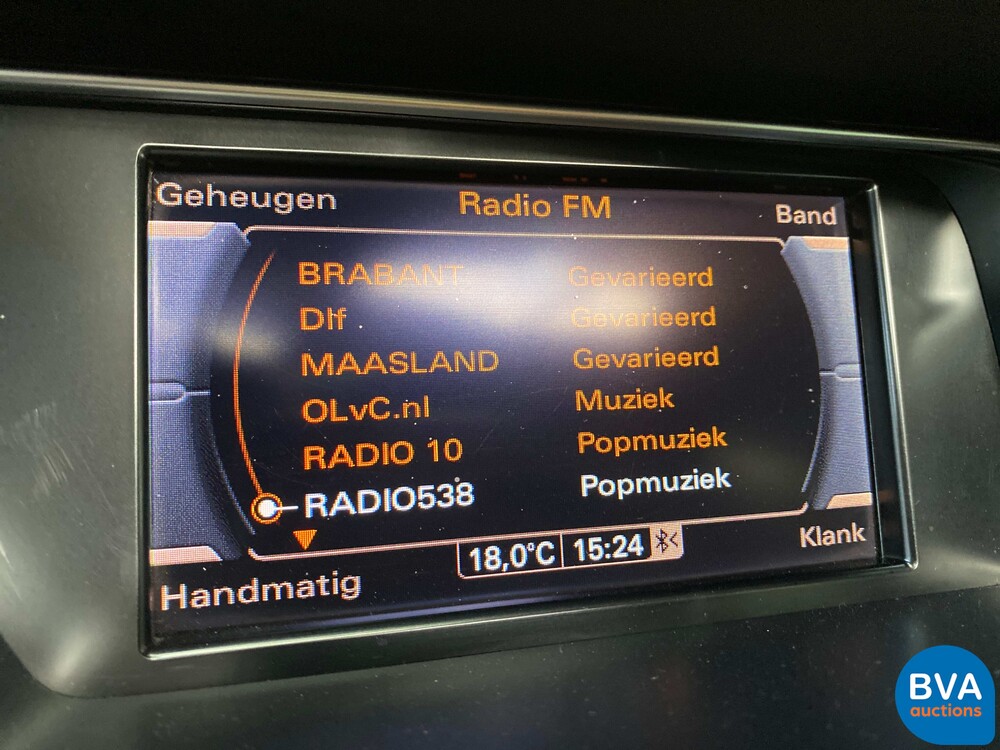 Geheugen Radio FM Band
BRABANT Gevarieerd
Dlf Gevarieerd
MAASLAND Gevarieerd
OLvC.nl Muziek
RADIO 10 Popmuziek
RADIO538 Popmuziek
Handmatig 18,0°C 15:24 Klank
BVA
auctions